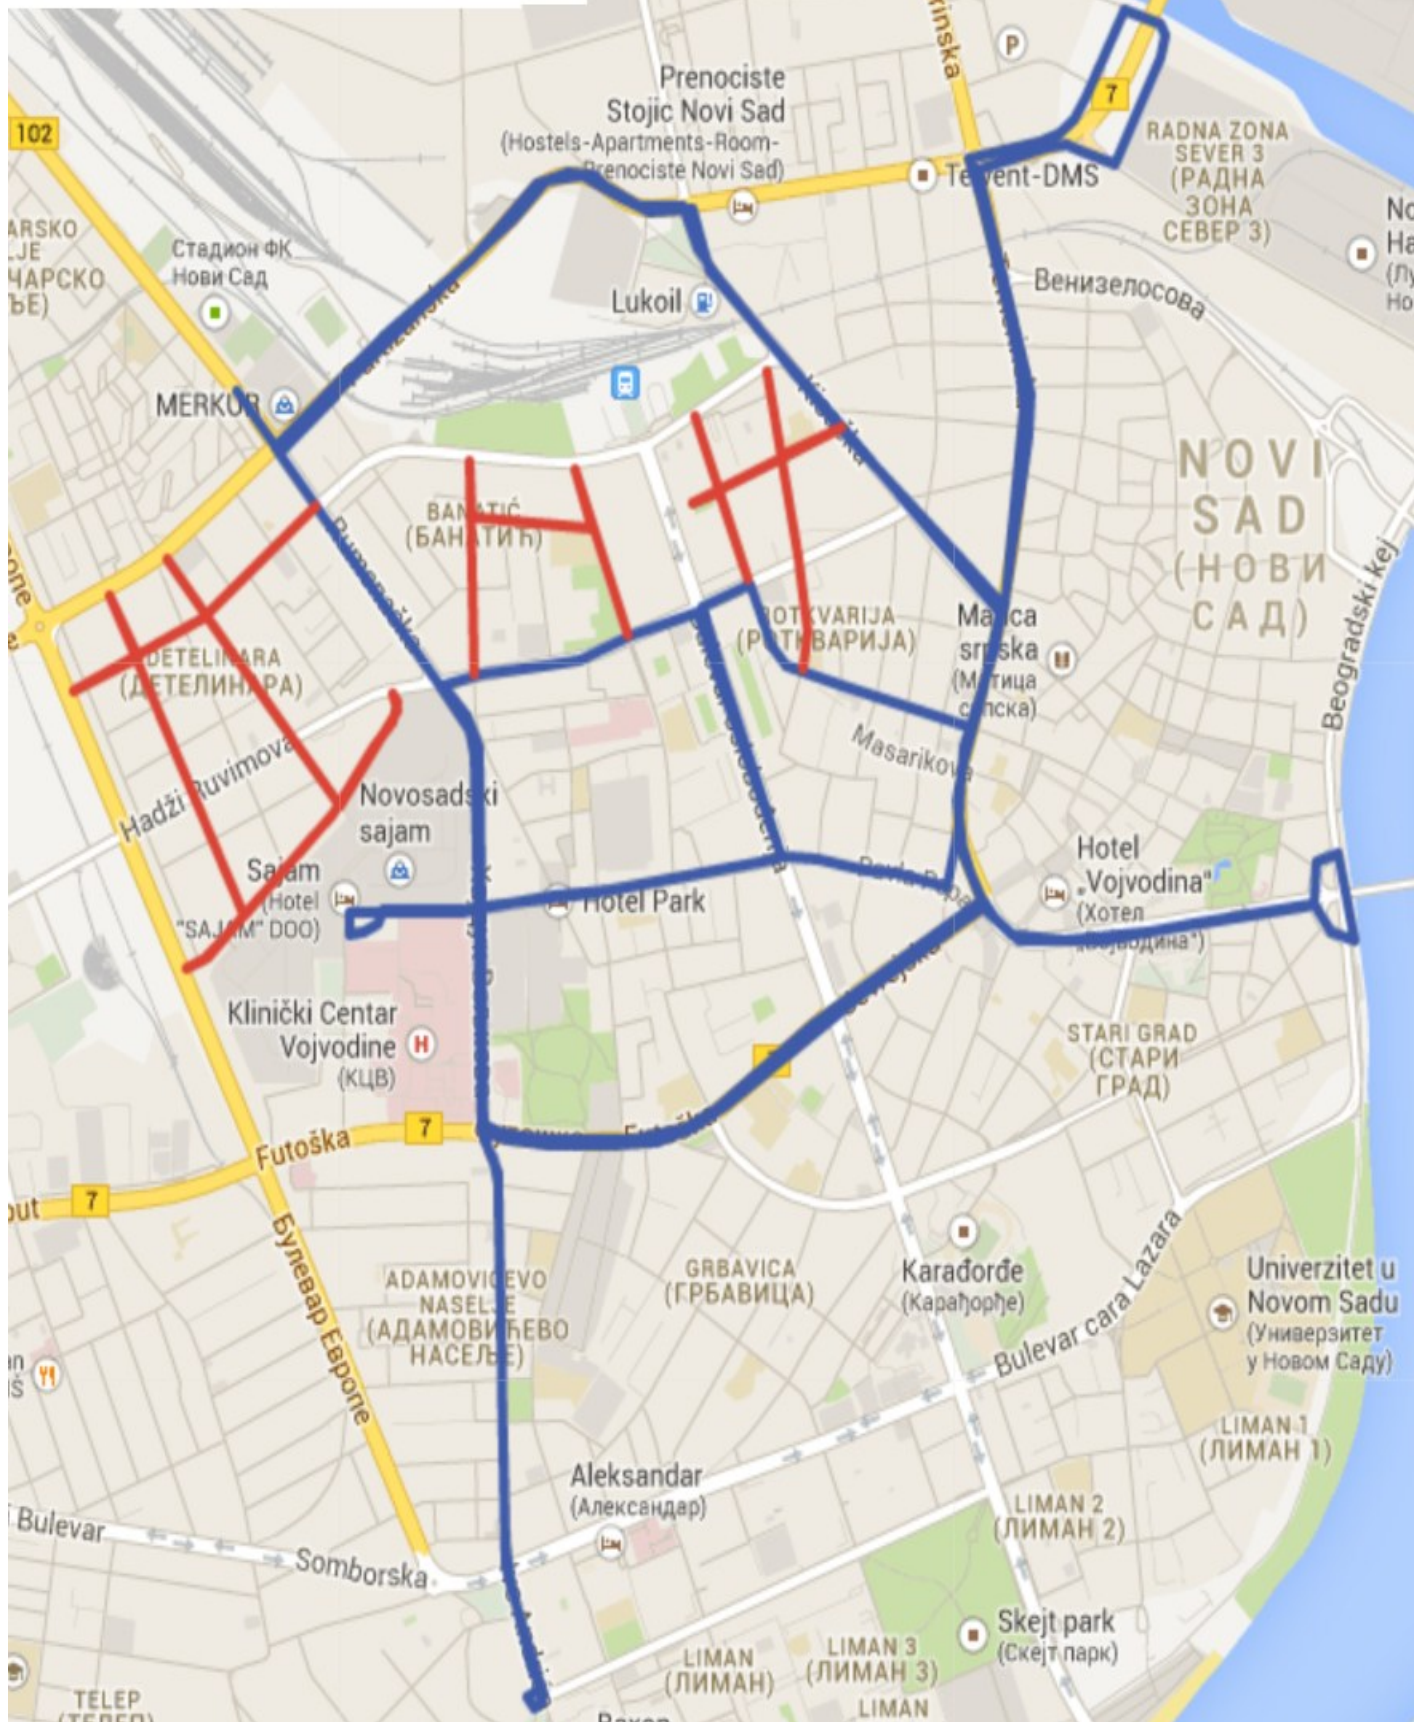 102
Prenociste
Stojic Novi Sad
(Hostels-Apartments-Room-
Prenociste Novi Sad)
P
7
RADNA ZONA
SEVER 3
(РАДНА
ЗОНА
СЕВЕР 3)
Стадион ФК
Нови Сад
Lukoil
Венизелосова
MERKUR
NOVI
SAD
(НОВИ
САД)
BANATIĆ
(БАНАТИЋ)
Rumenačka
DETELINARA
(ДЕТЕЛИНАРА)
ROTKVARIJA
(РОТКВАРИЈА)
Matica
srpska
(Матица
српска)
Beogradski kej
Masarikova
Hadži Ruvimova
Novosadski
sajam
Sajam
(Hotel
"SAJAM" DOO)
Hotel Park
Hotel
„Vojvodina"
(Хотел
„Војводина")
Klinički Centar
Vojvodine
(КЦВ)
H
STARI GRAD
(СТАРИ
ГРАД)
Futoška
7
Futoška
7
Булевар Европе
ADAMOVIĆEVO
NASELJE
(АДАМОВИЋЕВО
НАСЕЉЕ)
GRBAVICA
(ГРБАВИЦА)
Karađorđe
(Карађорђе)
Bulevar cara Lazara
Univerzitet u
Novom Sadu
(Универзитет
у Новом Саду)
LIMAN 1
(ЛИМАН 1)
Aleksandar
(Александар)
LIMAN 2
(ЛИМАН 2)
Bulevar
Somborska
Skejt park
(Скејт парк)
LIMAN
(ЛИМАН)
LIMAN 3
(ЛИМАН 3)
LIMAN
TELEP